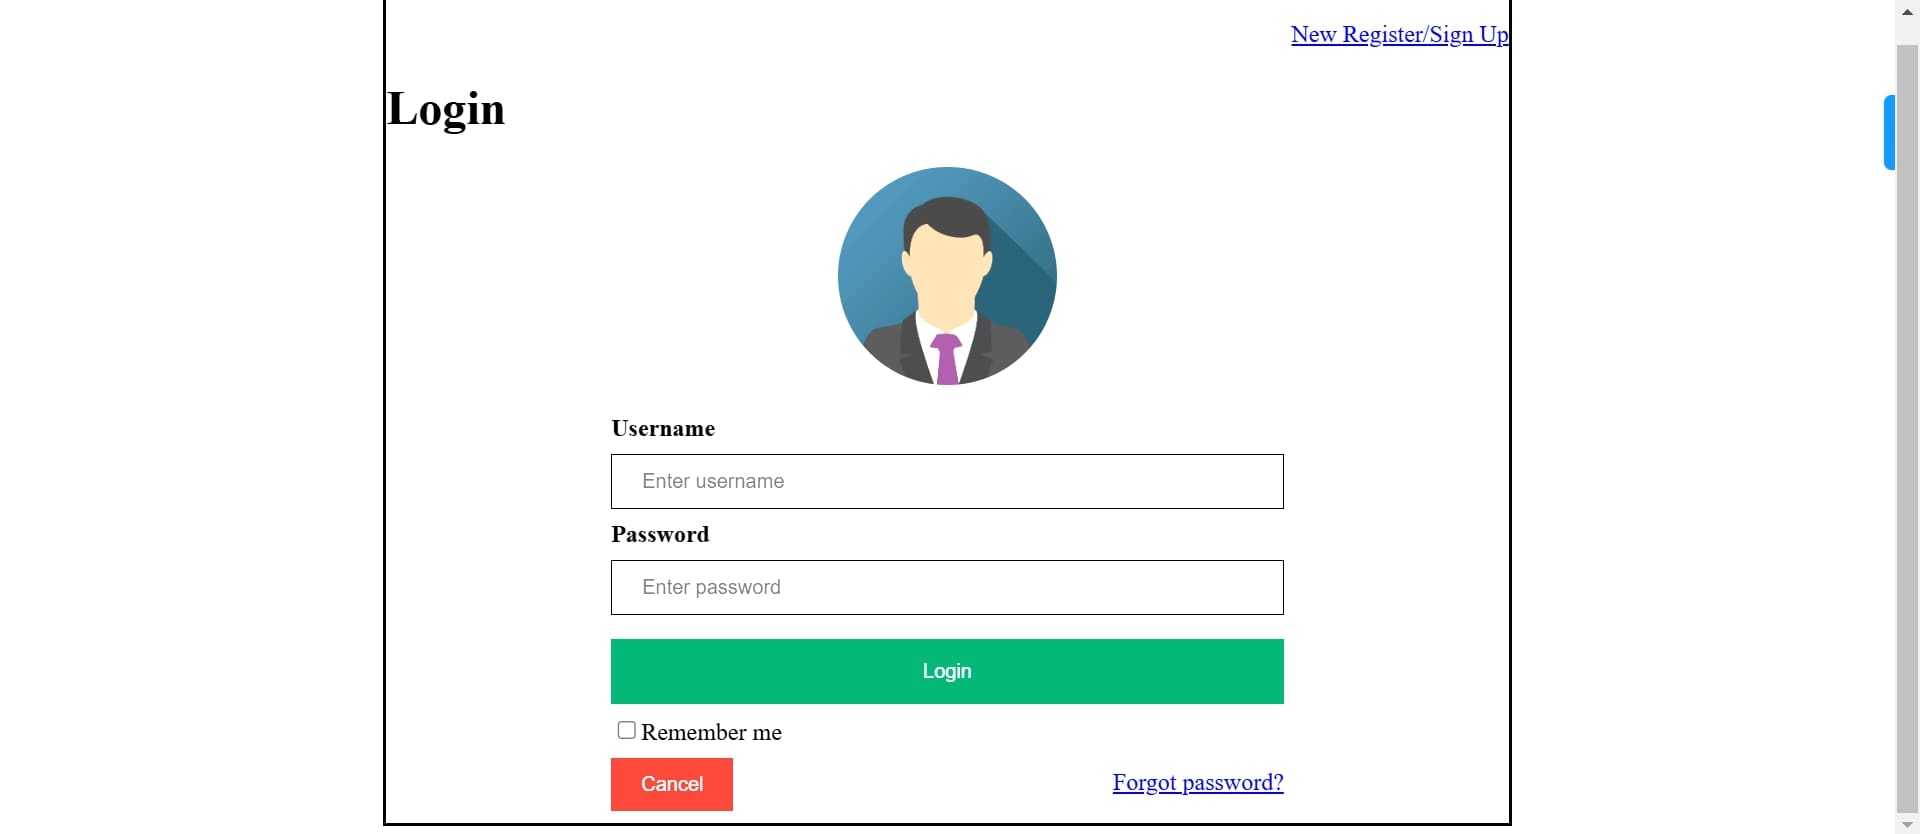 New Register/Sign Up
Login
Username
Enter username
Password
Enter password
Login
Remember me
Cancel
Forgot password?